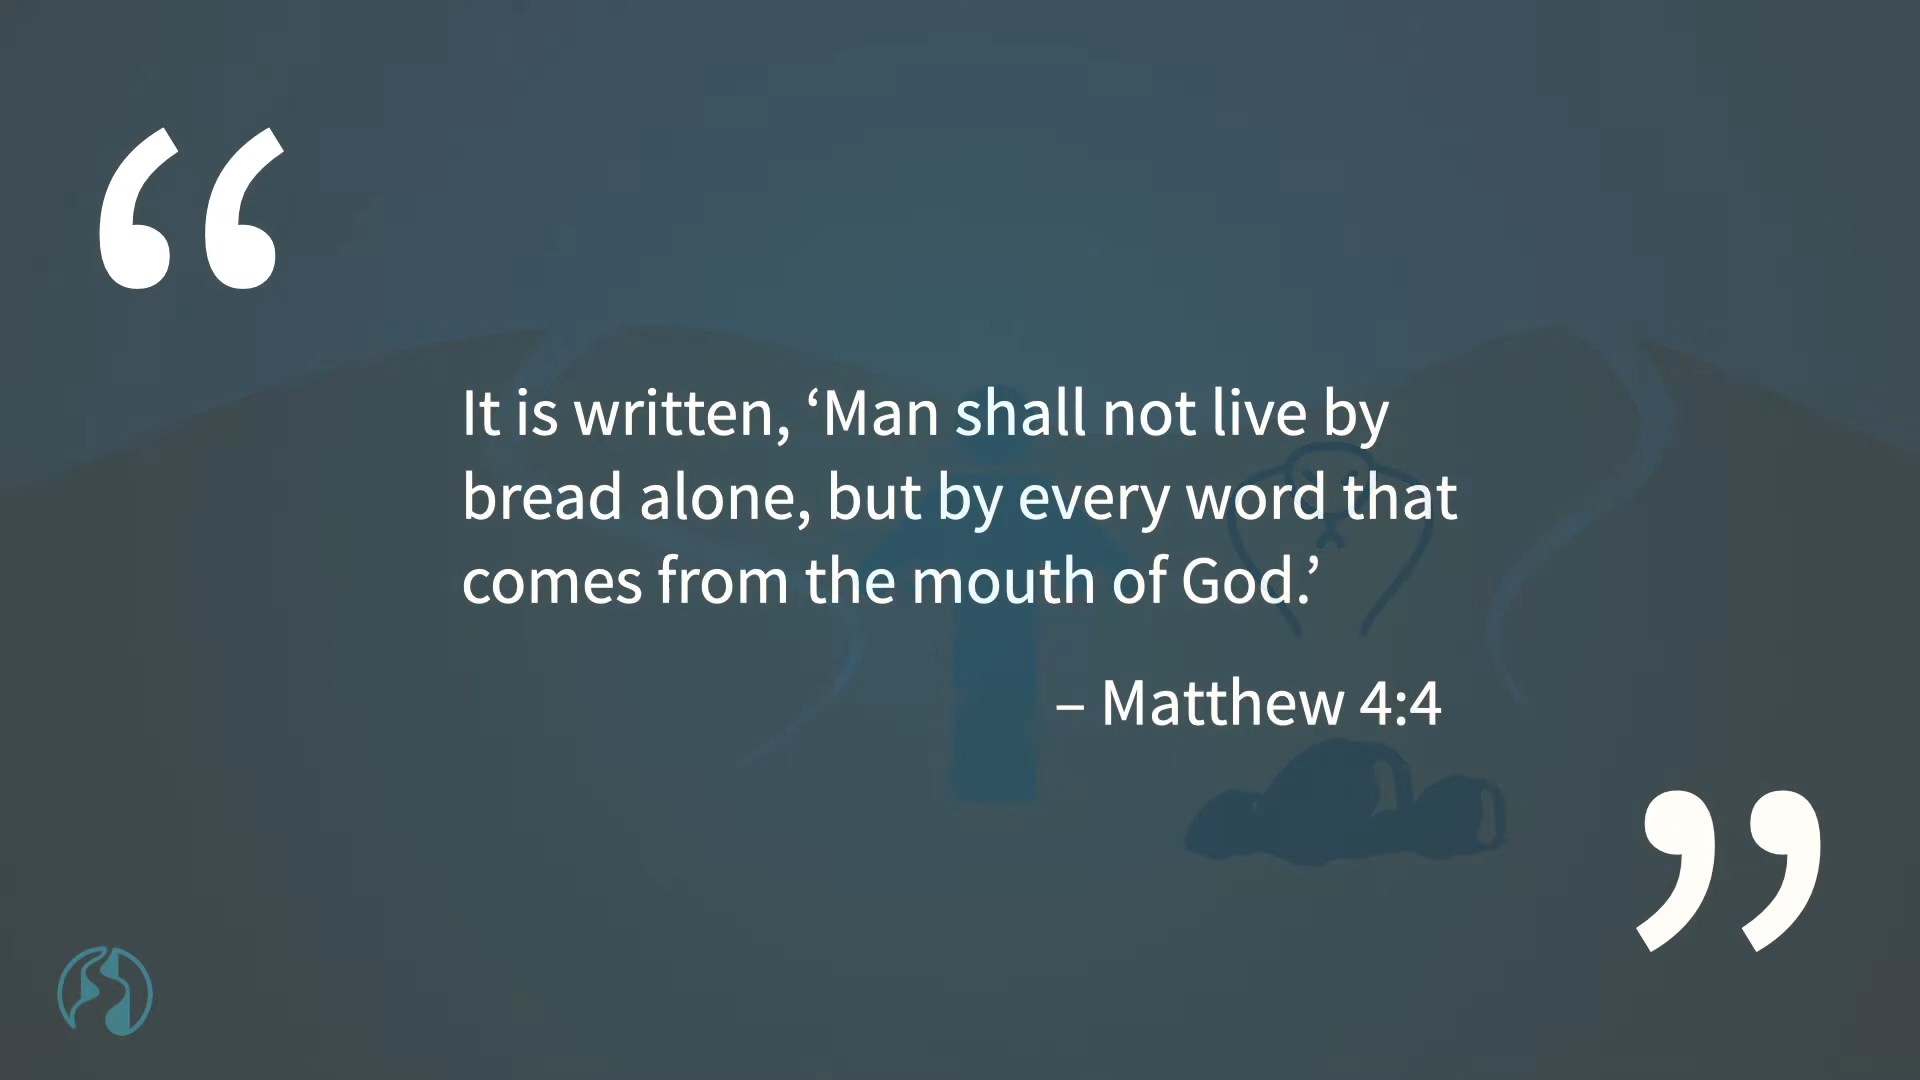 “
It is written, ‘Man shall not live by
bread alone, but by every word that
comes from the mouth of God.’
– Matthew 4:4
”